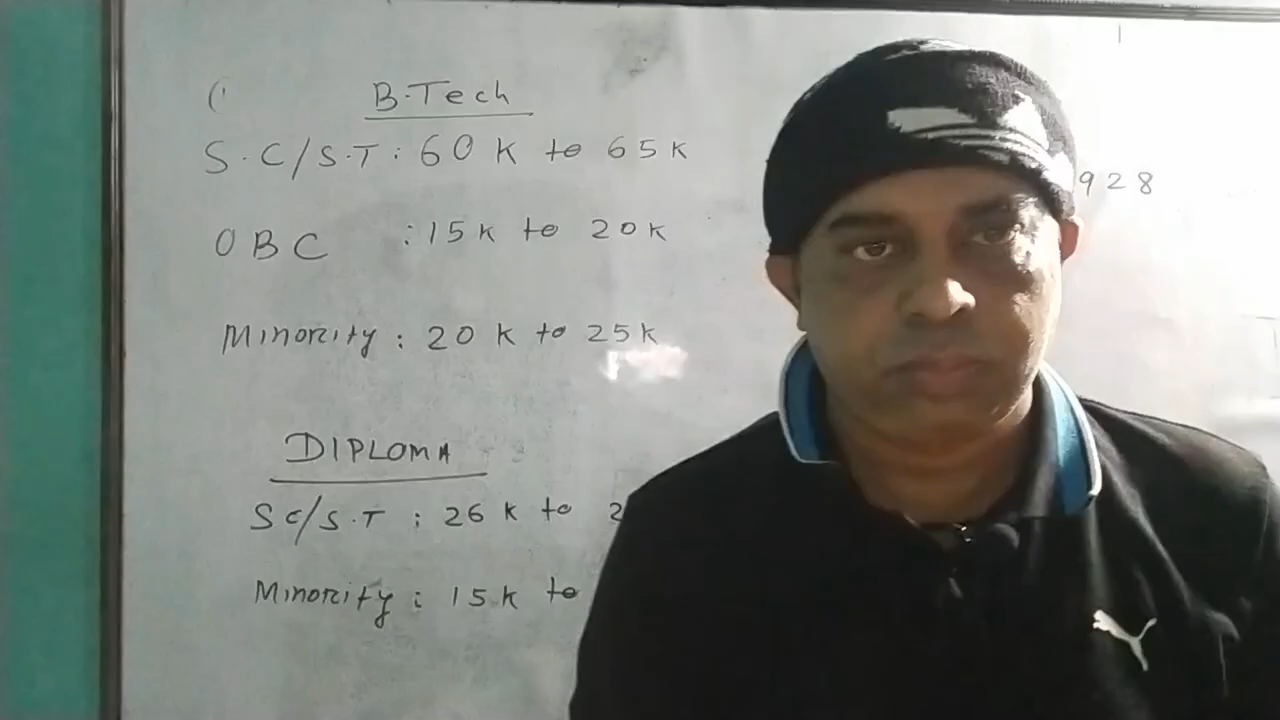 B.Tech
S.C/S.T : 60 K to 65 K
928
OBC : 15 K to 20 K
Minority : 20 K to 25 K
DIPLOMA
SC/S.T : 26 K to 2
Minority : 15 K to